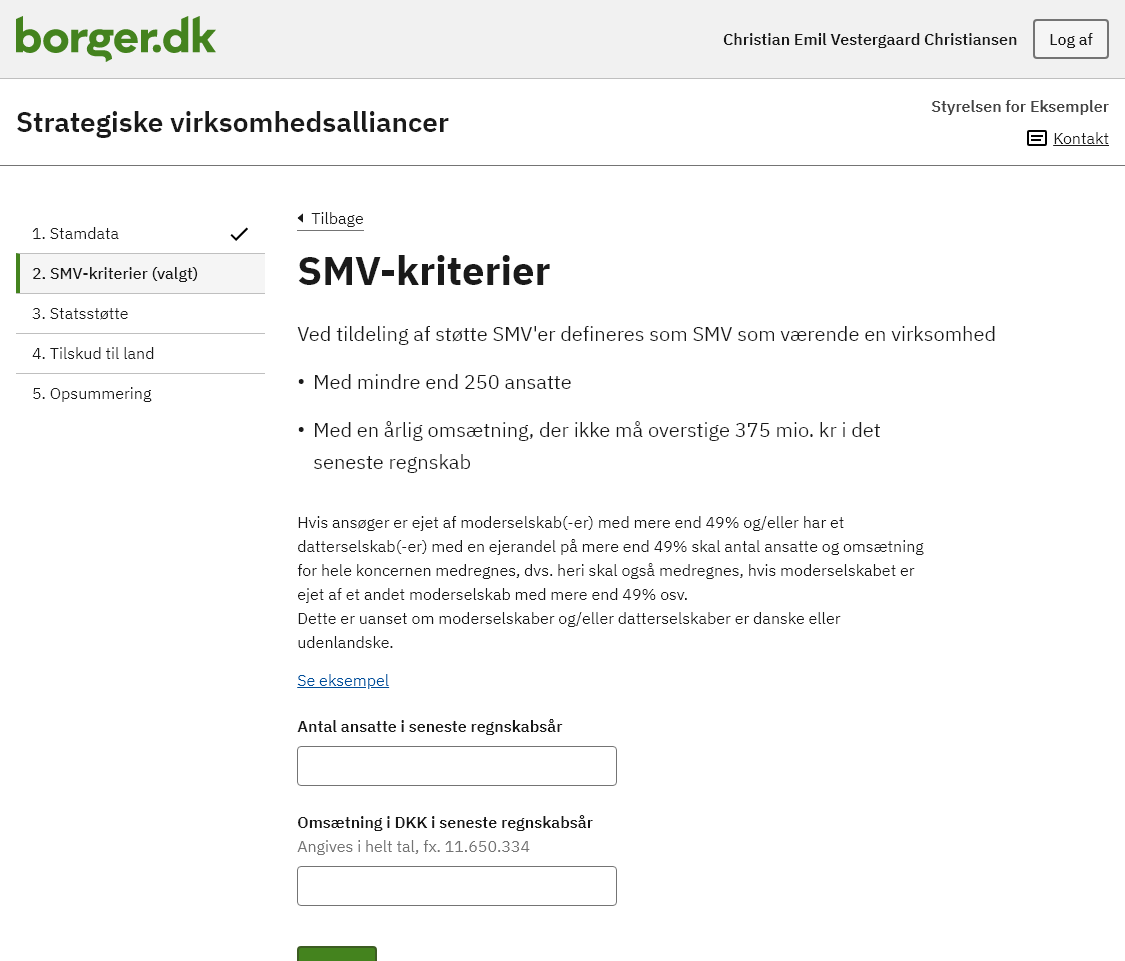 borger.dk
Christian Emil Vestergaard Christiansen
Log af
Strategiske virksomhedsalliancer
Styrelsen for Eksempler
Kontakt
1. Stamdata
2. SMV-kriterier (valgt)
3. Statsstøtte
4. Tilskud til land
5. Opsummering
Tilbage
SMV-kriterier
Ved tildeling af støtte SMV'er defineres som SMV som værende en virksomhed
• Med mindre end 250 ansatte
• Med en årlig omsætning, der ikke må overstige 375 mio. kr i det
seneste regnskab
Hvis ansøger er ejet af moderselskab(-er) med mere end 49% og/eller har et
datterselskab(-er) med en ejerandel på mere end 49% skal antal ansatte og omsætning
for hele koncernen medregnes, dvs. heri skal også medregnes, hvis moderselskabet er
ejet af et andet moderselskab med mere end 49% osv.
Dette er uanset om moderselskaber og/eller datterselskaber er danske eller
udenlandske.
Se eksempel
Antal ansatte i seneste regnskabsår
Omsætning i DKK i seneste regnskabsår
Angives i helt tal, fx. 11.650.334